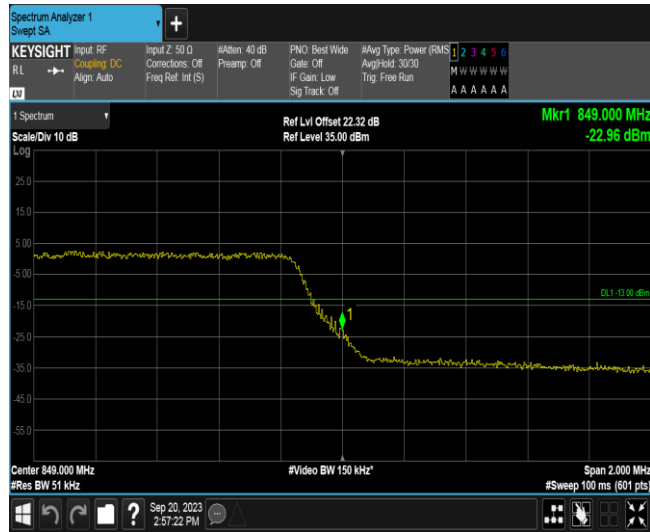 Spectrum Analyzer 1
Swept SA
+
KEYSIGHT
RL
LXI
Input: RF
Coupling: DC
Align: Auto
Input Z: 50 Ω
Corrections: Off
Freq Ref: Int (S)
#Atten: 40 dB
Preamp: Off
PNO: Best Wide
Gate: Off
IF Gain: Low
Sig Track: Off
#Avg Type: Power (RMS
Avg|Hold: 30/30
Trig: Free Run
1 2 3 4 5 6
M W W W W W
A A A A A A
1 Spectrum
Scale/Div 10 dB
Log
Ref Lvl Offset 22.32 dB
Ref Level 35.00 dBm
Mkr1 849.000 MHz
-22.96 dBm
25.0
15.0
5.00
-5.00
-15.0
-25.0
-35.0
-45.0
-55.0
DL1 -13.00 dBm
1
Center 849.000 MHz
#Res BW 51 kHz
#Video BW 150 kHz*
Span 2.000 MHz
#Sweep 100 ms (601 pts)
?
Sep 20, 2023
2:57:22 PM